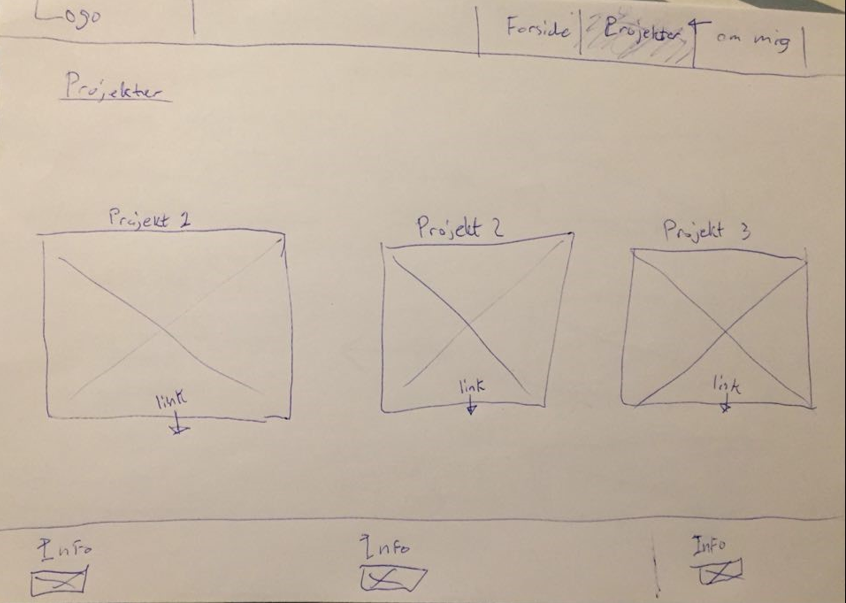 Logo
Forside Projekter om mig
Projekter
Projekt 1 Projekt 2 Projekt 3
link link link
Info Info Info